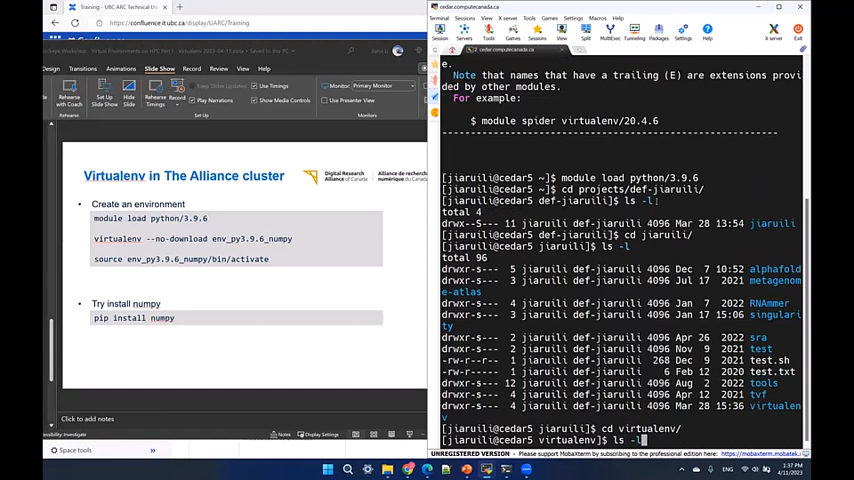 Training - UBC ARC Technical Us
https://confluence.it.ubc.ca/display/UARC/Training
Design
Transitions
Animations
Slide Show
Record
Review
View
Rehearse with Coach
Hide Slide
Rehearse Timings
Record
Keep Slides Updated
Use Timings
Play Narrations
Show Media Controls
Set Up
Monitor:
Primary Monitor
Use Presenter View
Monitors
Virtualenv in The Alliance cluster
Digital Research Alliance of Canada
Alliance de recherche numérique du Canada
• Create an environment
module load python/3.9.6
virtualenv --no-download env_py3.9.6_numpy
source env_py3.9.6_numpy/bin/activate
• Try install numpy
pip install numpy
Click to add notes
Accessibility: Investigate
Notes
Display Settings
Space tools
cedar.computecanada.ca
Terminal Sessions View X server Tools Games Settings Macros Help
Session Servers Tools Games Sessions View Split MultiExec Tunneling Packages Settings
X server Exit
2. cedar.computecanada.ca
e.
Note that names that have a trailing (E) are extensions provi
ded by other modules.
For example:
$ module spider virtualenv/20.4.6
----------------------------------------------------------
[jiaruili@cedar5 ~]$ module load python/3.9.6
[jiaruili@cedar5 ~]$ cd projects/def-jiaruili/
[jiaruili@cedar5 def-jiaruili]$ ls -l
total 4
drwx--S--- 11 jiaruili jiaruili 4096 Mar 28 13:54 jiaruili
[jiaruili@cedar5 def-jiaruili]$ cd jiaruili/
[jiaruili@cedar5 jiaruili]$ ls -l
total 96
drwxr-s--- 5 jiaruili def-jiaruili 4096 Dec 7 10:52 alphafold
drwxr-s--- 3 jiaruili def-jiaruili 4096 Jul 17 2021 metagenom
e-atlas
drwxr-s--- 4 jiaruili def-jiaruili 4096 Mar 3 2022 RNAmmer
drwxr-s--- 3 jiaruili def-jiaruili 4096 Jan 17 15:06 singulari
ty
drwxr-s--- 2 jiaruili def-jiaruili 4096 Apr 26 2022 sra
drwxr-s--- 2 jiaruili def-jiaruili 4096 Nov 9 2021 test
-rw-r--r-- 1 jiaruili def-jiaruili 268 Dec 9 2021 test.sh
-rw-r----- 1 jiaruili def-jiaruili 6 Feb 12 2020 test.txt
drwxr-s--- 12 jiaruili def-jiaruili 4096 Aug 2 2022 tools
drwxr-s--- 4 jiaruili def-jiaruili 4096 Mar 17 2021 tvf
drwxr-s--- 4 jiaruili def-jiaruili 4096 Mar 28 15:36 virtualen
v
[jiaruili@cedar5 jiaruili]$ cd virtualenv/
[jiaruili@cedar5 virtualenv]$ ls -l
UNREGISTERED VERSION - Please support MobaXterm by subscribing to the professional edition here:
ENG
1:37 PM
4/11/2023